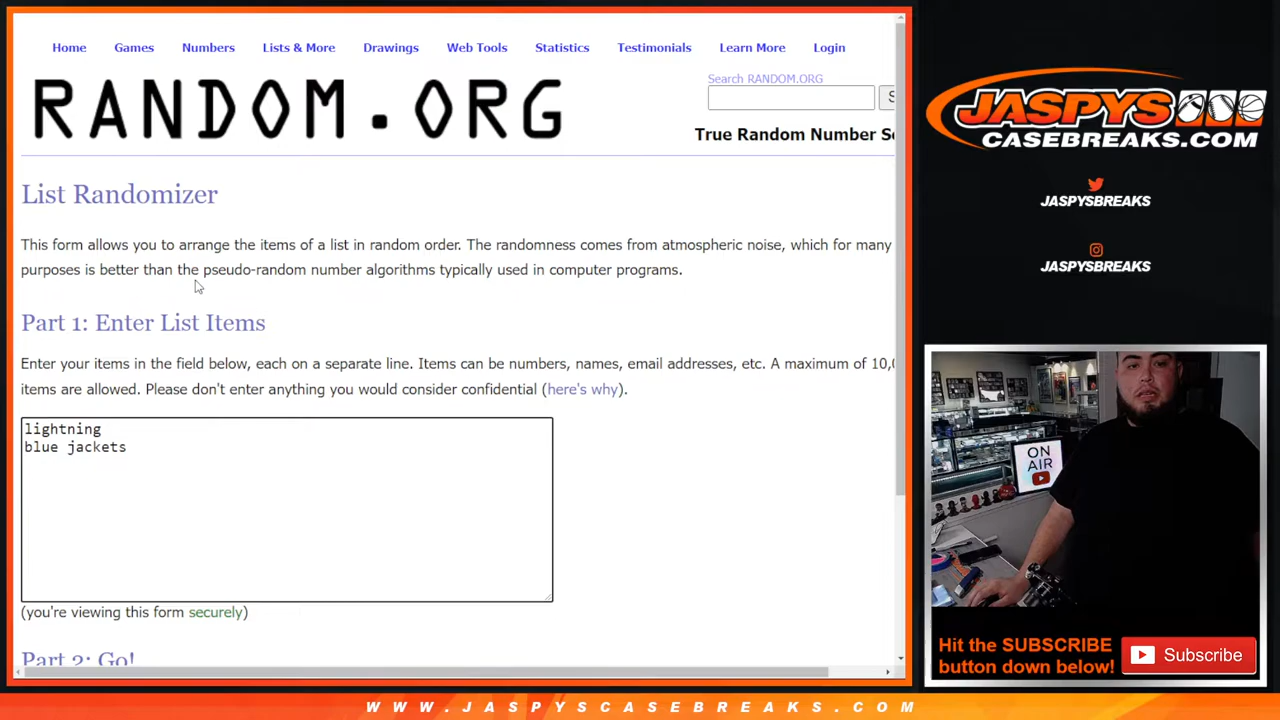 Home Games Numbers Lists & More Drawings Web Tools Statistics Testimonials Learn More Login
RANDOM.ORG
Search RANDOM.ORG
S
True Random Number Se
List Randomizer
This form allows you to arrange the items of a list in random order. The randomness comes from atmospheric noise, which for many
purposes is better than the pseudo-random number algorithms typically used in computer programs.
Part 1: Enter List Items
Enter your items in the field below, each on a separate line. Items can be numbers, names, email addresses, etc. A maximum of 10,0
items are allowed. Please don't enter anything you would consider confidential (here's why).
lightning
blue jackets
(you're viewing this form securely)
Part 2: Go!
JASPYS
CASEBREAKS.COM
JASPYSBREAKS
JASPYSBREAKS
ON
AIR
Hit the SUBSCRIBE
button down below!
Subscribe
WWW.JASPYSCASEBREAKS.COM